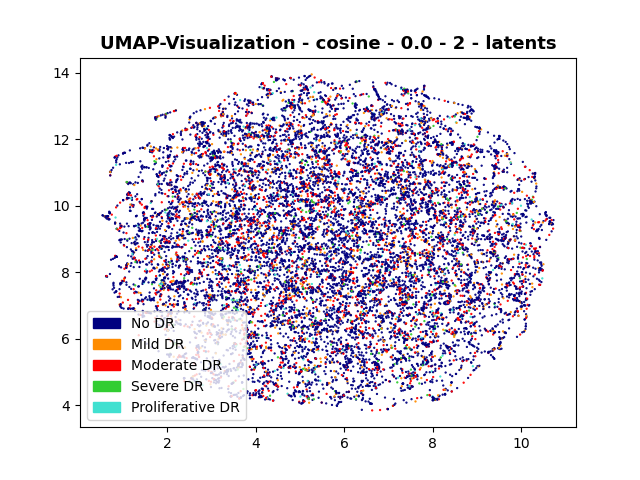 UMAP-Visualization - cosine - 0.0 - 2 - latents
14
12
10
8
6
4
No DR
Mild DR
Moderate DR
Severe DR
Proliferative DR
2 4 6 8 10